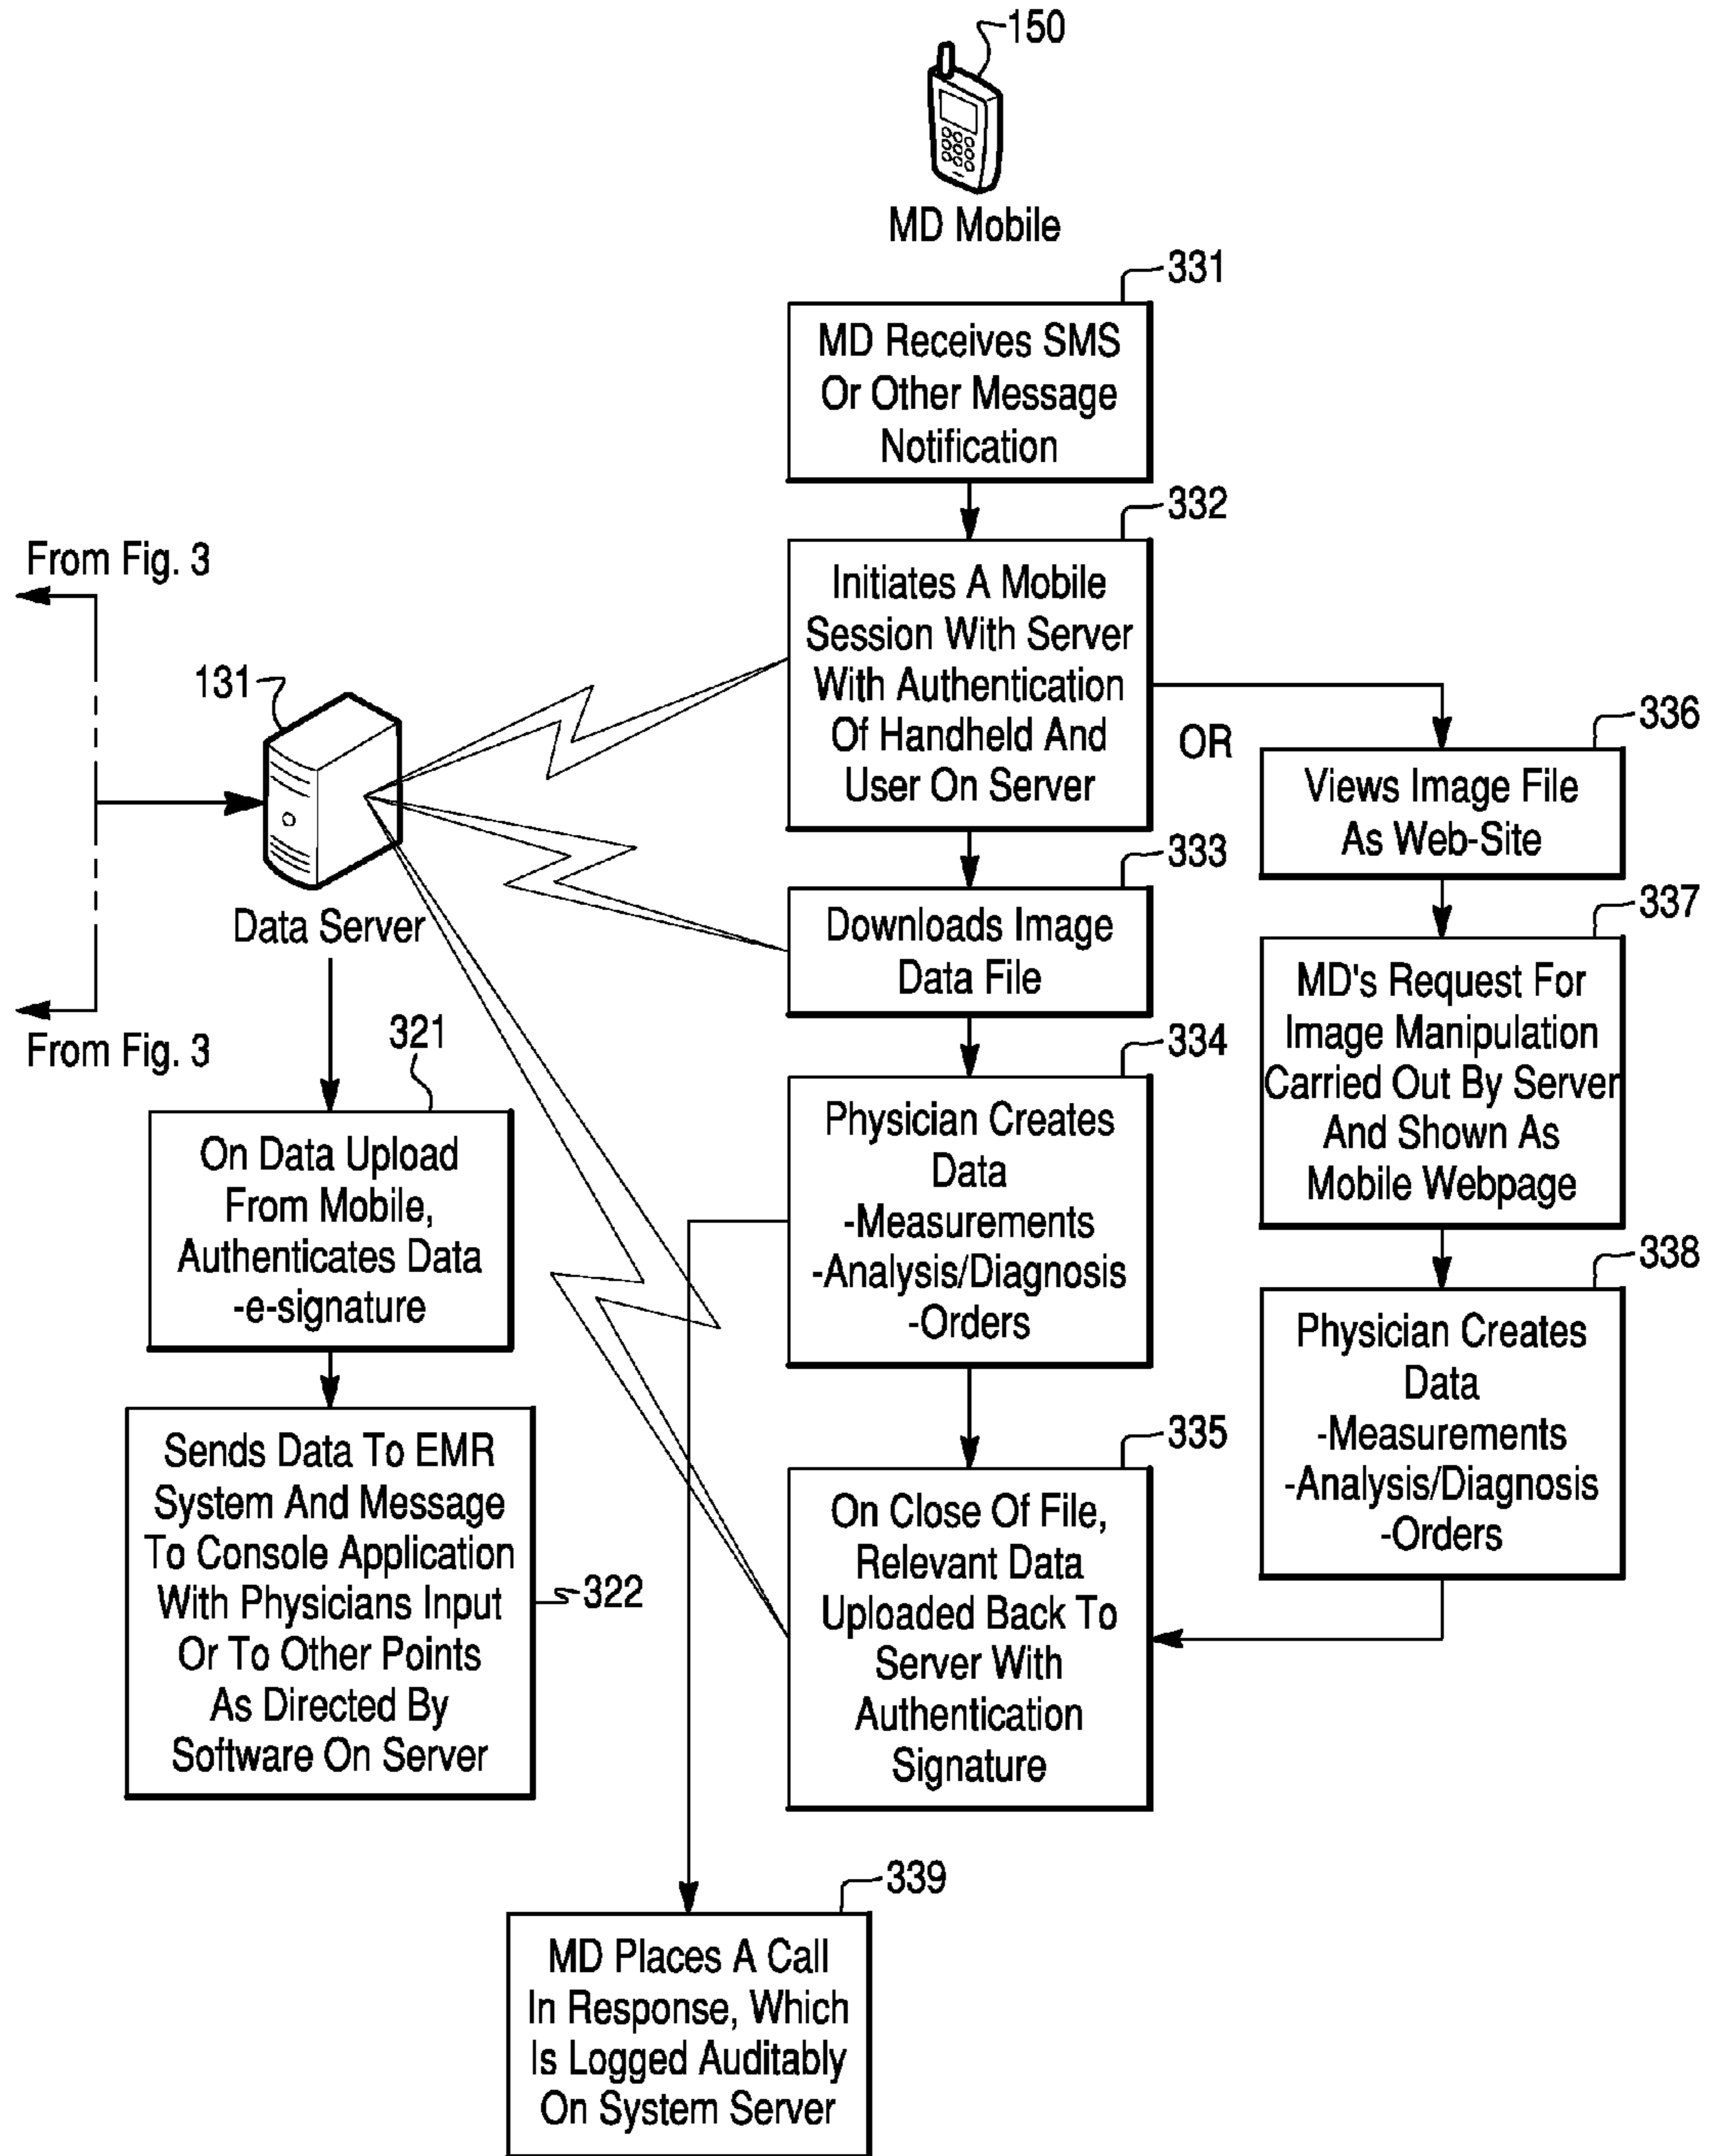 150
MD Mobile
331
MD Receives SMS
Or Other Message
Notification
332
Initiates A Mobile
Session With Server
With Authentication
Of Handheld And
User On Server
OR
From Fig. 3
131
Data Server
From Fig. 3
333
Downloads Image
Data File
336
Views Image File
As Web-Site
337
MD's Request For
Image Manipulation
Carried Out By Server
And Shown As
Mobile Webpage
321
On Data Upload
From Mobile,
Authenticates Data
-e-signature
334
Physician Creates
Data
-Measurements
-Analysis/Diagnosis
-Orders
338
Physician Creates
Data
-Measurements
-Analysis/Diagnosis
-Orders
Sends Data To EMR
System And Message
To Console Application
With Physicians Input
Or To Other Points
As Directed By
Software On Server
322
335
On Close Of File,
Relevant Data
Uploaded Back To
Server With
Authentication
Signature
339
MD Places A Call
In Response, Which
Is Logged Auditably
On System Server